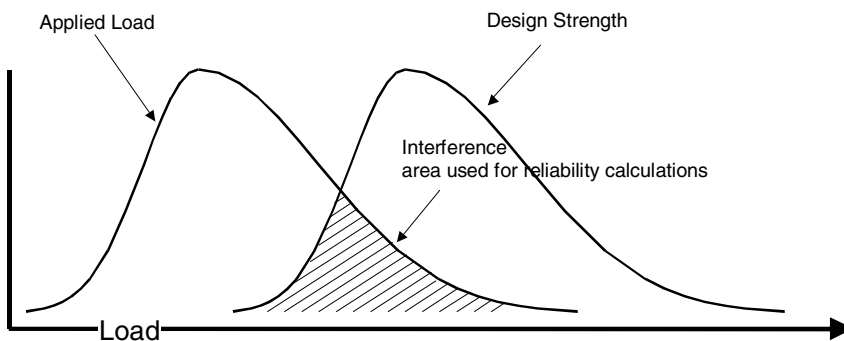 Applied Load
Design Strength
Interference
area used for reliability calculations
Load